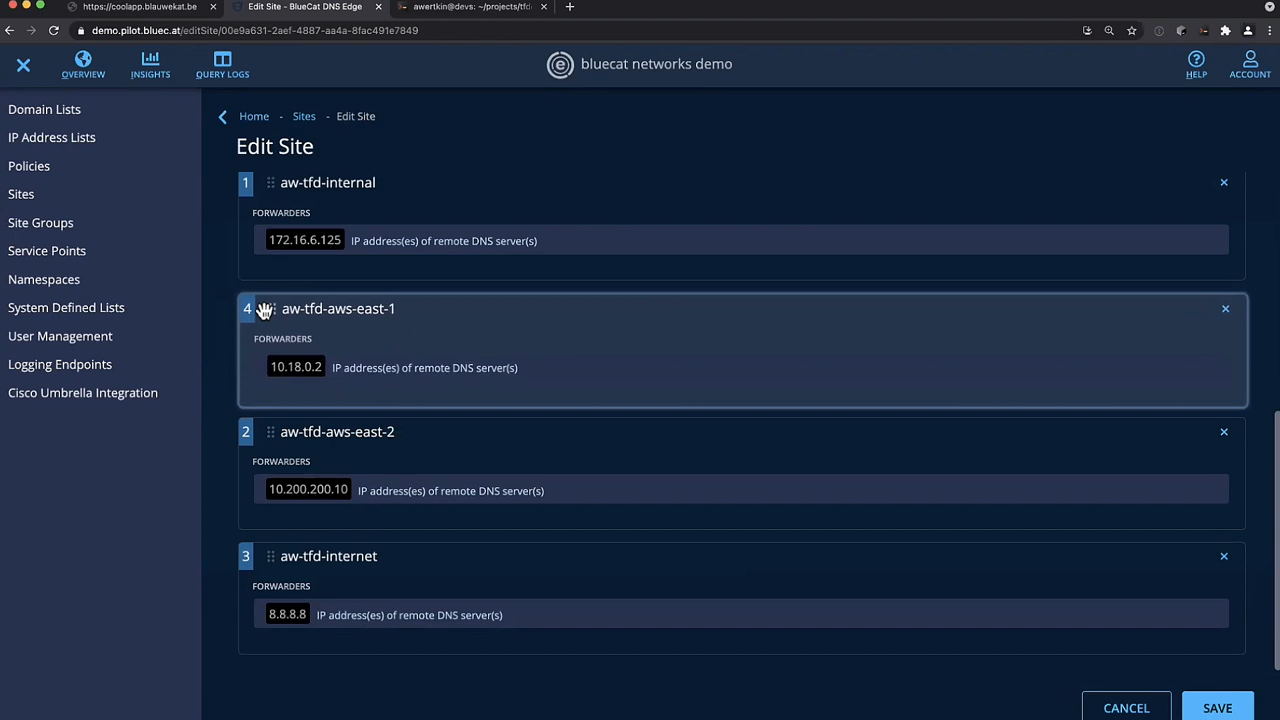 https://coolapp.blauwekat.be
Edit Site - BlueCat DNS Edge
awertkin@devs: ~/projects/tfd
demo.pilot.bluec.at/editSite/00e9a631-2aef-4887-aa4a-8fac491e7849
OVERVIEW
INSIGHTS
QUERY LOGS
bluecat networks demo
HELP
ACCOUNT
Domain Lists
IP Address Lists
Policies
Sites
Site Groups
Service Points
Namespaces
System Defined Lists
User Management
Logging Endpoints
Cisco Umbrella Integration
Home - Sites - Edit Site
Edit Site
1 aw-tfd-internal
FORWARDERS
172.16.6.125 IP address(es) of remote DNS server(s)
4 aw-tfd-aws-east-1
FORWARDERS
10.18.0.2 IP address(es) of remote DNS server(s)
2 aw-tfd-aws-east-2
FORWARDERS
10.200.200.10 IP address(es) of remote DNS server(s)
3 aw-tfd-internet
FORWARDERS
8.8.8.8 IP address(es) of remote DNS server(s)
CANCEL
SAVE